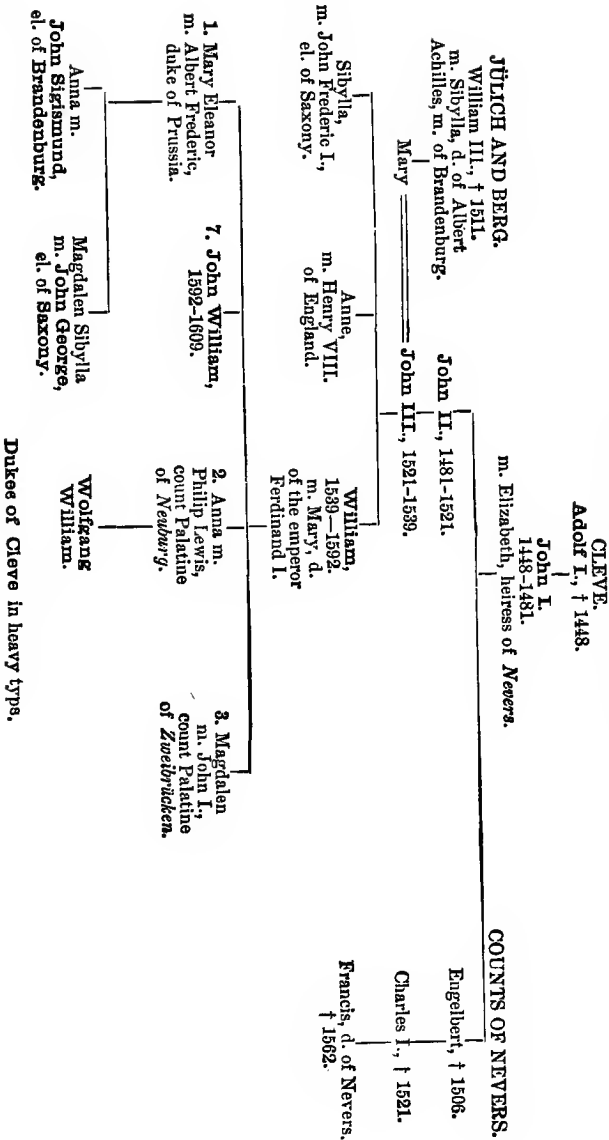 CLEVE.
Adolf I., † 1448.
John I.
1448-1481.
m. Elizabeth, heiress of Nevers.
JÜLICH AND BERG.
William III., † 1511.
m. Sibylla, d. of Albert
Achilles, m. of Brandenburg.
Mary
John II., 1481-1521.
John III., 1521-1539.
COUNTS OF NEVERS.
Engelbert, † 1506.
Charles I., † 1521.
Francis, d. of Nevers.
† 1562.
Sibylla,
m. John Frederic I.,
el. of Saxony.
Anne,
m. Henry VIII.
of England.
William,
1539—1592.
m. Mary, d.
of the emperor
Ferdinand I.
1. Mary Eleanor
m. Albert Frederic,
duke of Prussia.
7. John William,
1592-1609.
2. Anna m.
Philip Lewis,
count Palatine
of Neuburg.
3. Magdalen
m. John I.,
count Palatine
of Zweibrücken.
Anna m.
John Sigismund,
el. of Brandenburg.
Magdalen Sibylla
m. John George,
el. of Saxony.
Wolfgang
William.
Dukes of Cleve in heavy type.